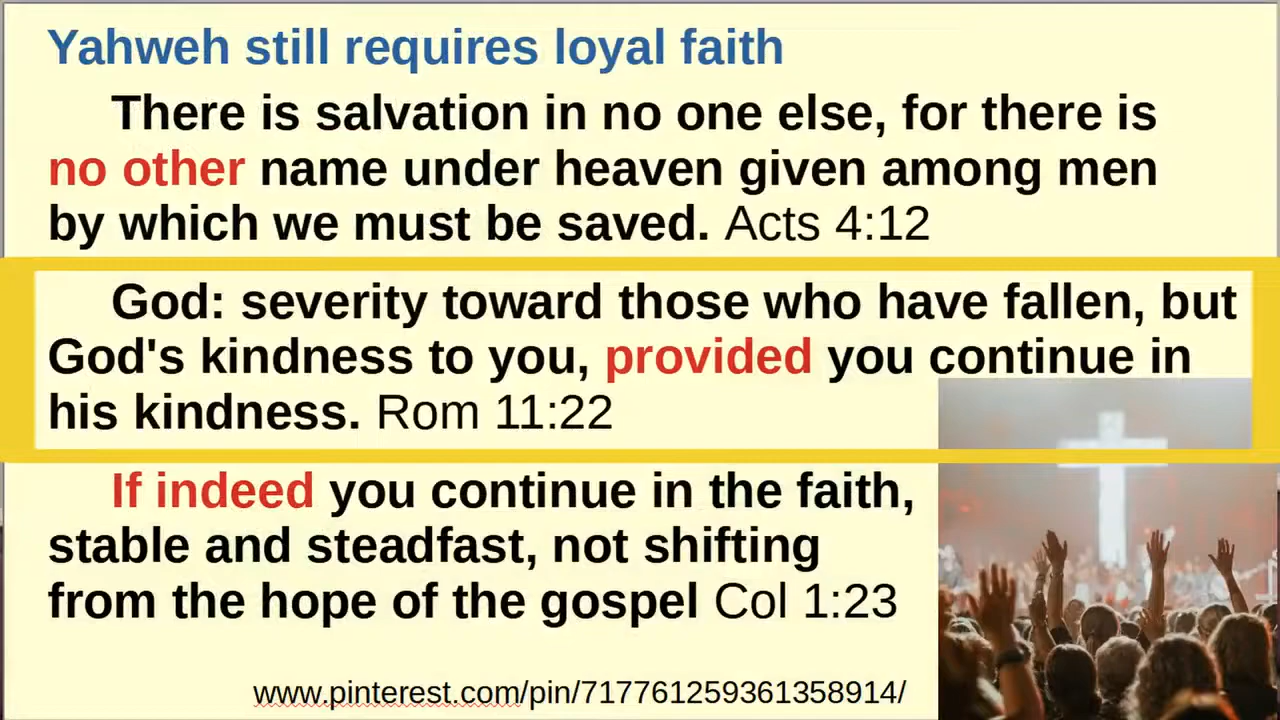 Yahweh still requires loyal faith
There is salvation in no one else, for there is
no other name under heaven given among men
by which we must be saved. Acts 4:12
God: severity toward those who have fallen, but
God's kindness to you, provided you continue in
his kindness. Rom 11:22
If indeed you continue in the faith,
stable and steadfast, not shifting
from the hope of the gospel Col 1:23
www.pinterest.com/pin/717761259361358914/